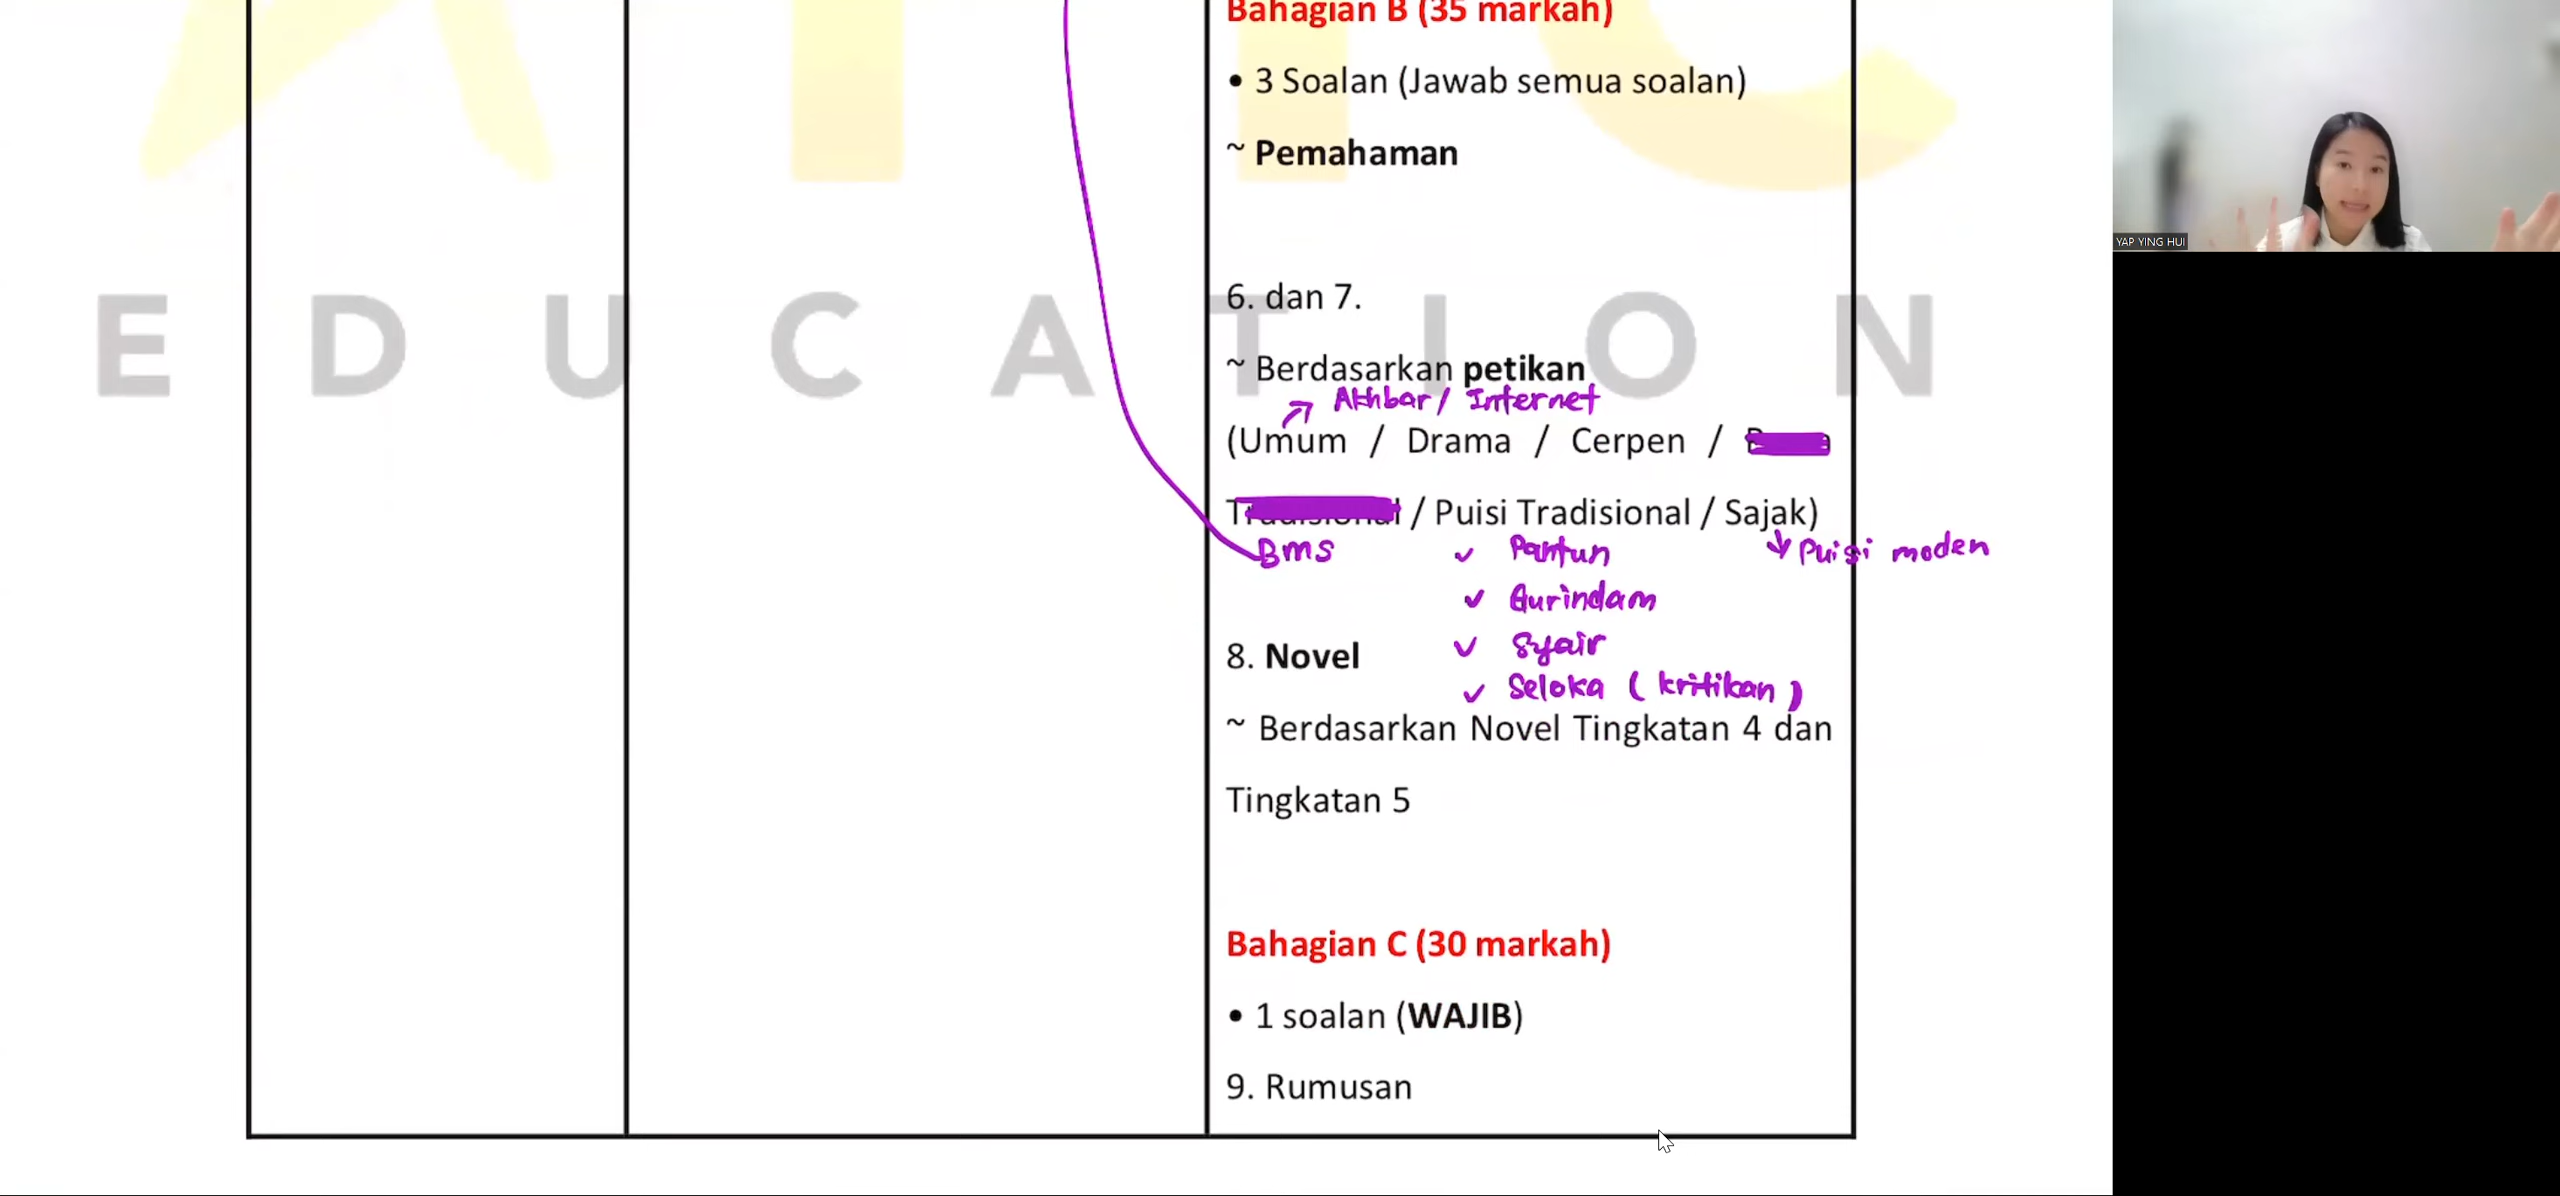 Bahagian B (35 markah)
• 3 Soalan (Jawab semua soalan)
~ Pemahaman
YAP YING HUI
6. dan 7.
E D U C A T I O N
~ Berdasarkan petikan
Akhbar / Internet
(Umum / Drama / Cerpen /
Tradisional / Puisi Tradisional / Sajak)
BMS
✓ Pantun
Puisi moden
✓ Gurindam
✓ Syair
8. Novel
✓ Seloka (kritikan)
~ Berdasarkan Novel Tingkatan 4 dan
Tingkatan 5
Bahagian C (30 markah)
• 1 soalan (WAJIB)
9. Rumusan